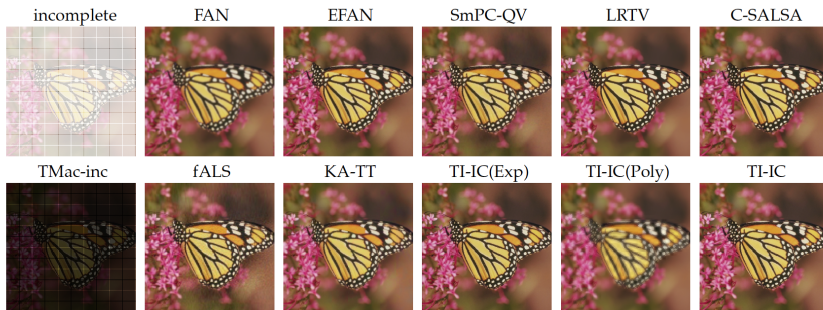 incomplete FAN EFAN SmPC-QV LRTV C-SALSA
TMac-inc fALS KA-TT TI-IC(Exp) TI-IC(Poly) TI-IC